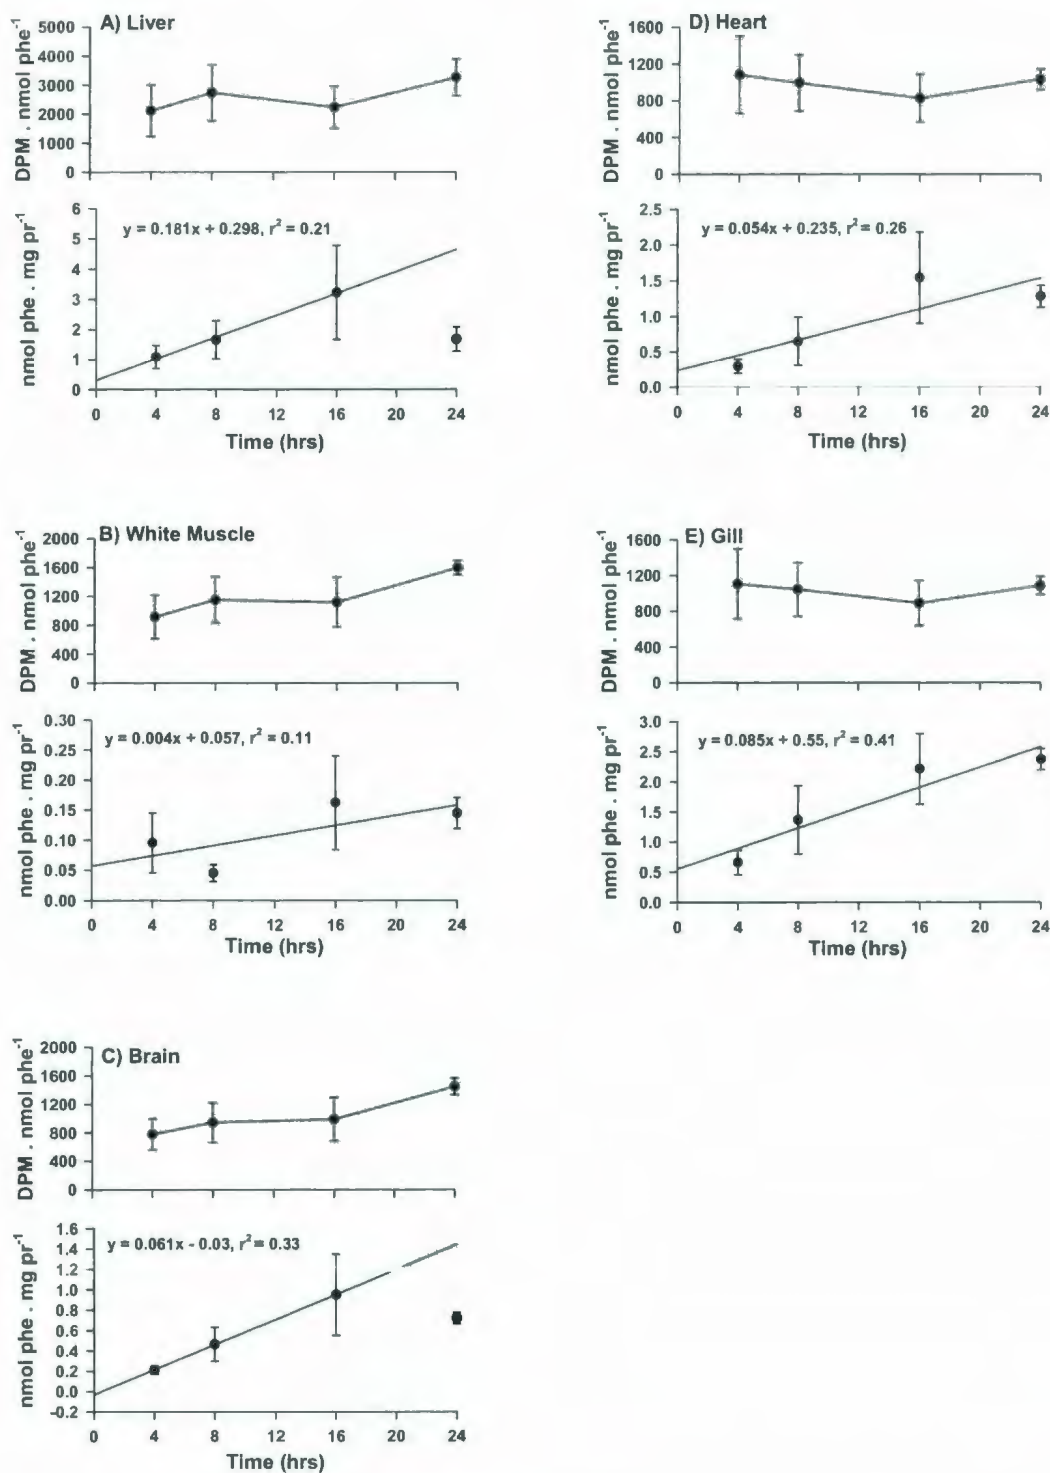 A) Liver
DPM . nmol phe⁻¹
5000
4000
3000
2000
1000
0
nmol phe . mg pr⁻¹
y = 0.181x + 0.298, r² = 0.21
6
5
4
3
2
1
0
0 4 8 12 16 20 24
Time (hrs)
B) White Muscle
DPM . nmol phe⁻¹
2000
1600
1200
800
400
0
nmol phe . mg pr⁻¹
y = 0.004x + 0.057, r² = 0.11
0.30
0.25
0.20
0.15
0.10
0.05
0.00
0 4 8 12 16 20 24
Time (hrs)
C) Brain
DPM . nmol phe⁻¹
2000
1600
1200
800
400
0
nmol phe . mg pr⁻¹
y = 0.061x - 0.03, r² = 0.33
1.6
1.4
1.2
1.0
0.8
0.6
0.4
0.2
0.0
-0.2
0 4 8 12 16 20 24
Time (hrs)
D) Heart
DPM . nmol phe⁻¹
1600
1200
800
400
0
nmol phe . mg pr⁻¹
y = 0.054x + 0.235, r² = 0.26
2.5
2.0
1.5
1.0
0.5
0.0
0 4 8 12 16 20 24
Time (hrs)
E) Gill
DPM . nmol phe⁻¹
1600
1200
800
400
0
nmol phe . mg pr⁻¹
y = 0.085x + 0.55, r² = 0.41
3.0
2.5
2.0
1.5
1.0
0.5
0.0
0 4 8 12 16 20 24
Time (hrs)